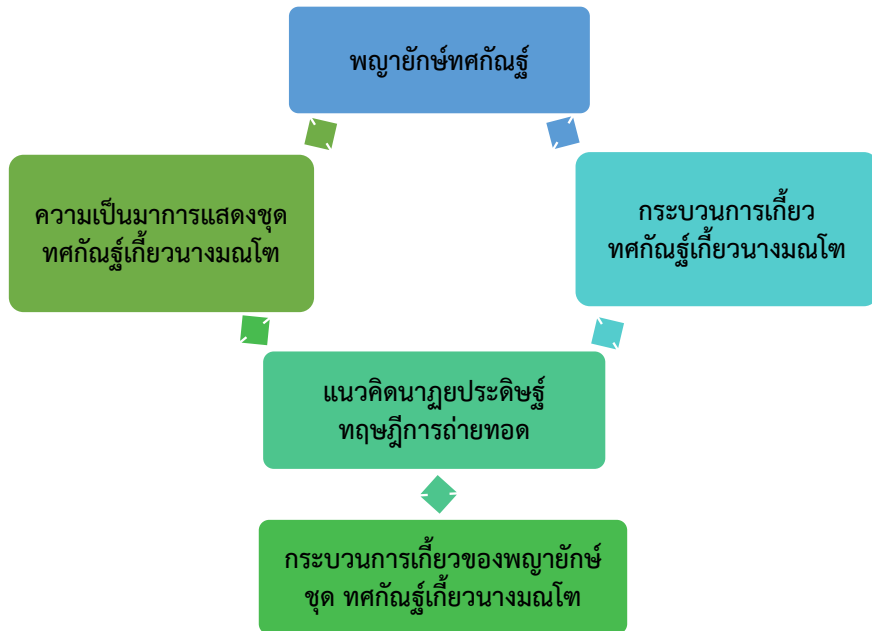 พญายักษ์ทศกัณฐ์
ความเป็นมาการแสดงชุด
ทศกัณฐ์เกี้ยวนางมณโฑ
กระบวนการเกี้ยว
ทศกัณฐ์เกี้ยวนางมณโฑ
แนวคิดนาฏยประดิษฐ์
ทฤษฎีการถ่ายทอด
กระบวนการเกี้ยวของพญายักษ์
ชุด ทศกัณฐ์เกี้ยวนางมณโฑ